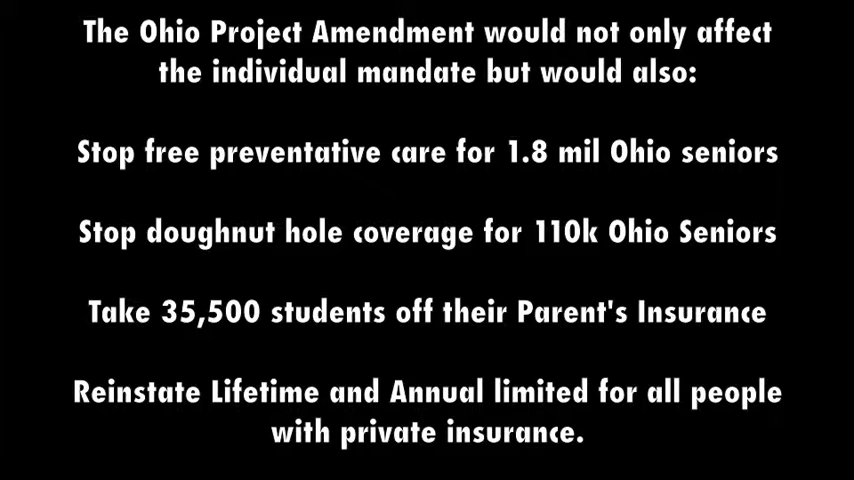 The Ohio Project Amendment would not only affect
the individual mandate but would also:
Stop free preventative care for 1.8 mil Ohio seniors
Stop doughnut hole coverage for 110k Ohio Seniors
Take 35,500 students off their Parent's Insurance
Reinstate Lifetime and Annual limited for all people
with private insurance.